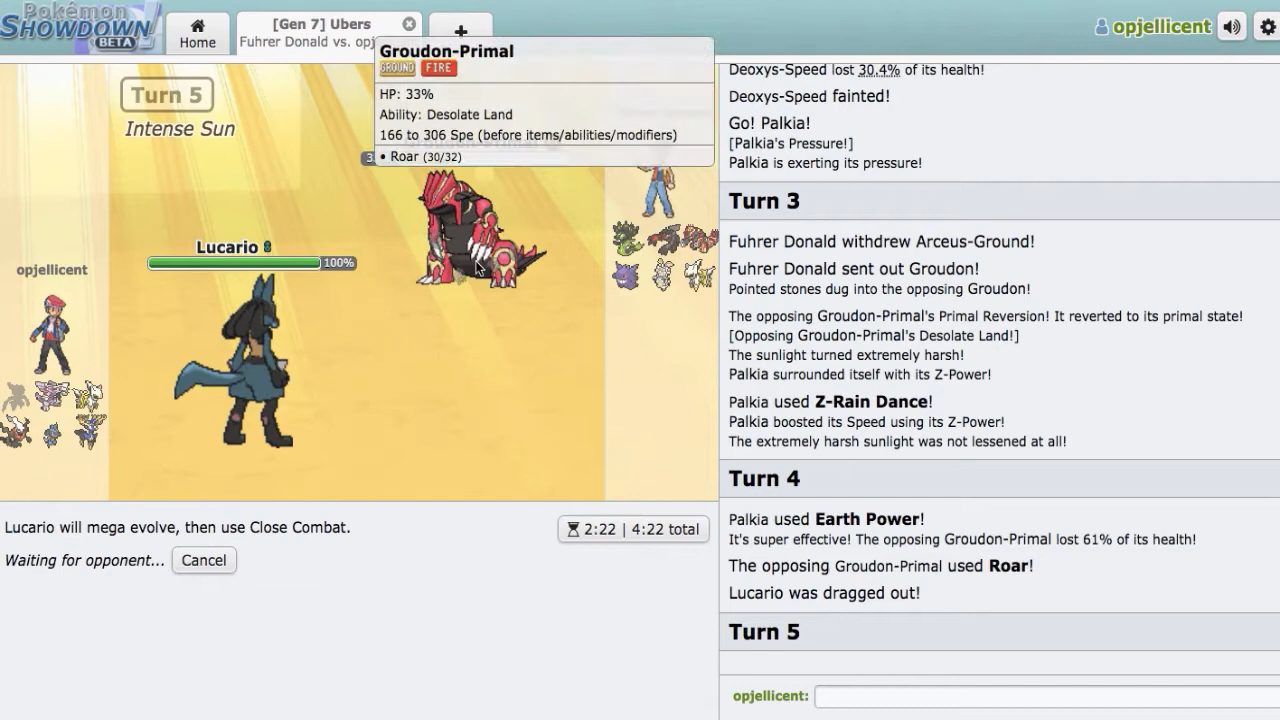 Pokémon
SHOWDOWN
BETA
Home
[Gen 7] Ubers
Fuhrer Donald vs. opj
+
opjellicent
Groudon-Primal
GROUND FIRE
HP: 33%
Ability: Desolate Land
166 to 306 Spe (before items/abilities/modifiers)
• Roar (30/32)
Turn 5
Intense Sun
Lucario
100%
opjellicent
Lucario will mega evolve, then use Close Combat.
2:22 | 4:22 total
Waiting for opponent... Cancel
Deoxys-Speed lost 30.4% of its health!
Deoxys-Speed fainted!
Go! Palkia!
[Palkia's Pressure!]
Palkia is exerting its pressure!
Turn 3
Fuhrer Donald withdrew Arceus-Ground!
Fuhrer Donald sent out Groudon!
Pointed stones dug into the opposing Groudon!
The opposing Groudon-Primal's Primal Reversion! It reverted to its primal state!
[Opposing Groudon-Primal's Desolate Land!]
The sunlight turned extremely harsh!
Palkia surrounded itself with its Z-Power!
Palkia used Z-Rain Dance!
Palkia boosted its Speed using its Z-Power!
The extremely harsh sunlight was not lessened at all!
Turn 4
Palkia used Earth Power!
It's super effective! The opposing Groudon-Primal lost 61% of its health!
The opposing Groudon-Primal used Roar!
Lucario was dragged out!
Turn 5
opjellicent: